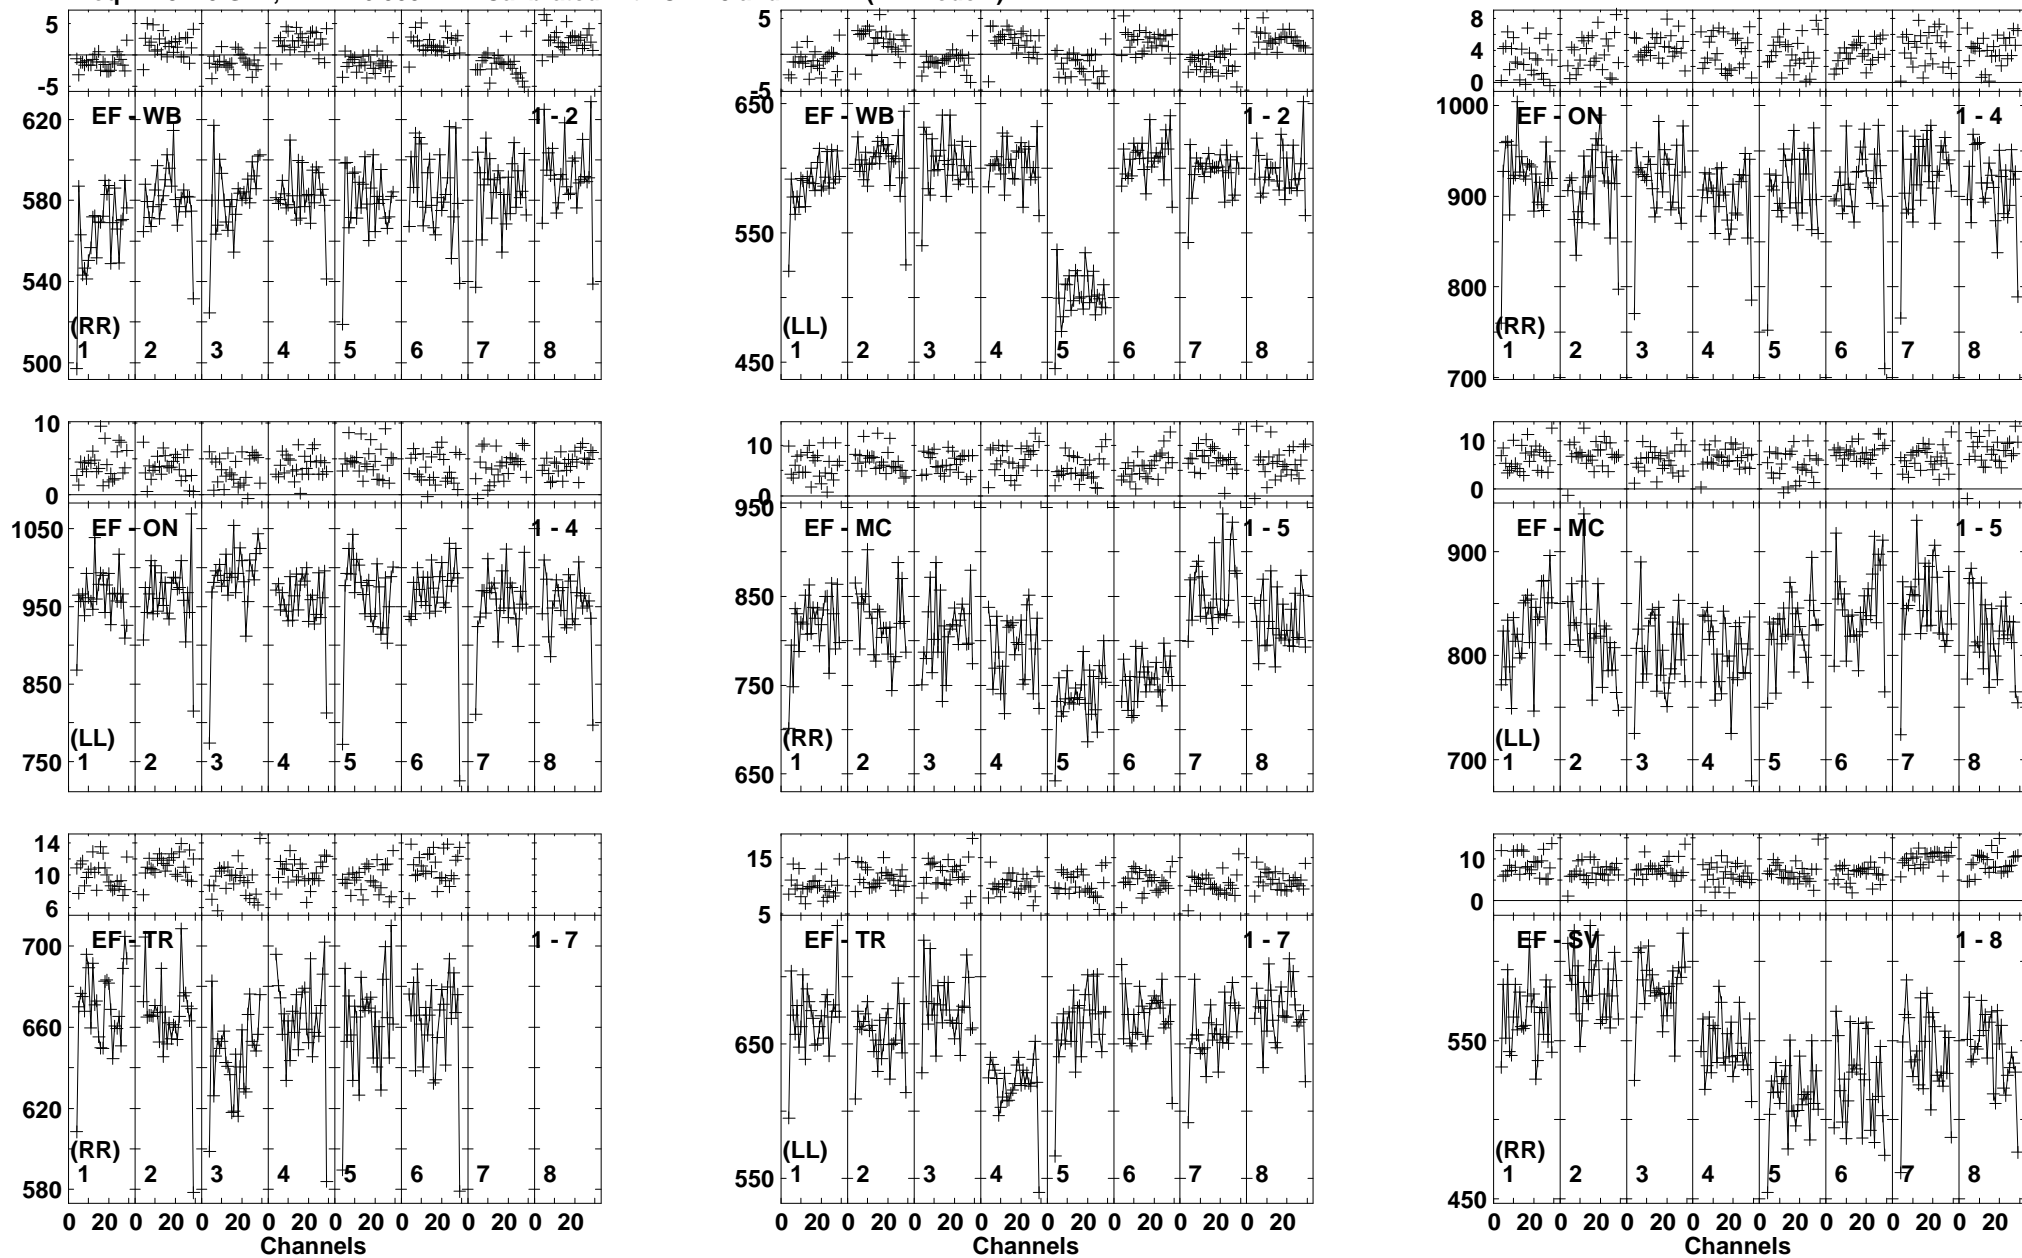 5 5 8
4
-5 -5 0
620 EF - WB 1 - 2 650 EF - WB 1 - 2 1000 EF - ON 1 - 4
580 550 900
540 800
(RR) (LL) (RR)
500 1 2 3 4 5 6 7 8 450 1 2 3 4 5 6 7 8 700 1 2 3 4 5 6 7 8
10 10 10
0 0 0
1050 EF - ON 1 - 4 950 EF - MC 1 - 5 900 EF - MC 1 - 5
950 850 800
850 750
(LL) (RR) (LL)
750 1 2 3 4 5 6 7 8 650 1 2 3 4 5 6 7 8 700 1 2 3 4 5 6 7 8
14 15 10
10
6 5 0
700 EF - TR 1 - 7 EF - TR 1 - 7 EF - SV 1 - 8
660 650 550
620
(RR) (LL) (RR)
580 1 2 3 4 5 6 7 8 550 1 2 3 4 5 6 7 8 450 1 2 3 4 5 6 7 8
0 20 0 20 0 20 0 20 0 20 0 20 0 20 0 20 0 20 0 20 0 20 0 20 0 20 0 20 0 20 0 20 0 20 0 20 0 20 0 20 0 20 0 20 0 20 0 20
Channels Channels Channels